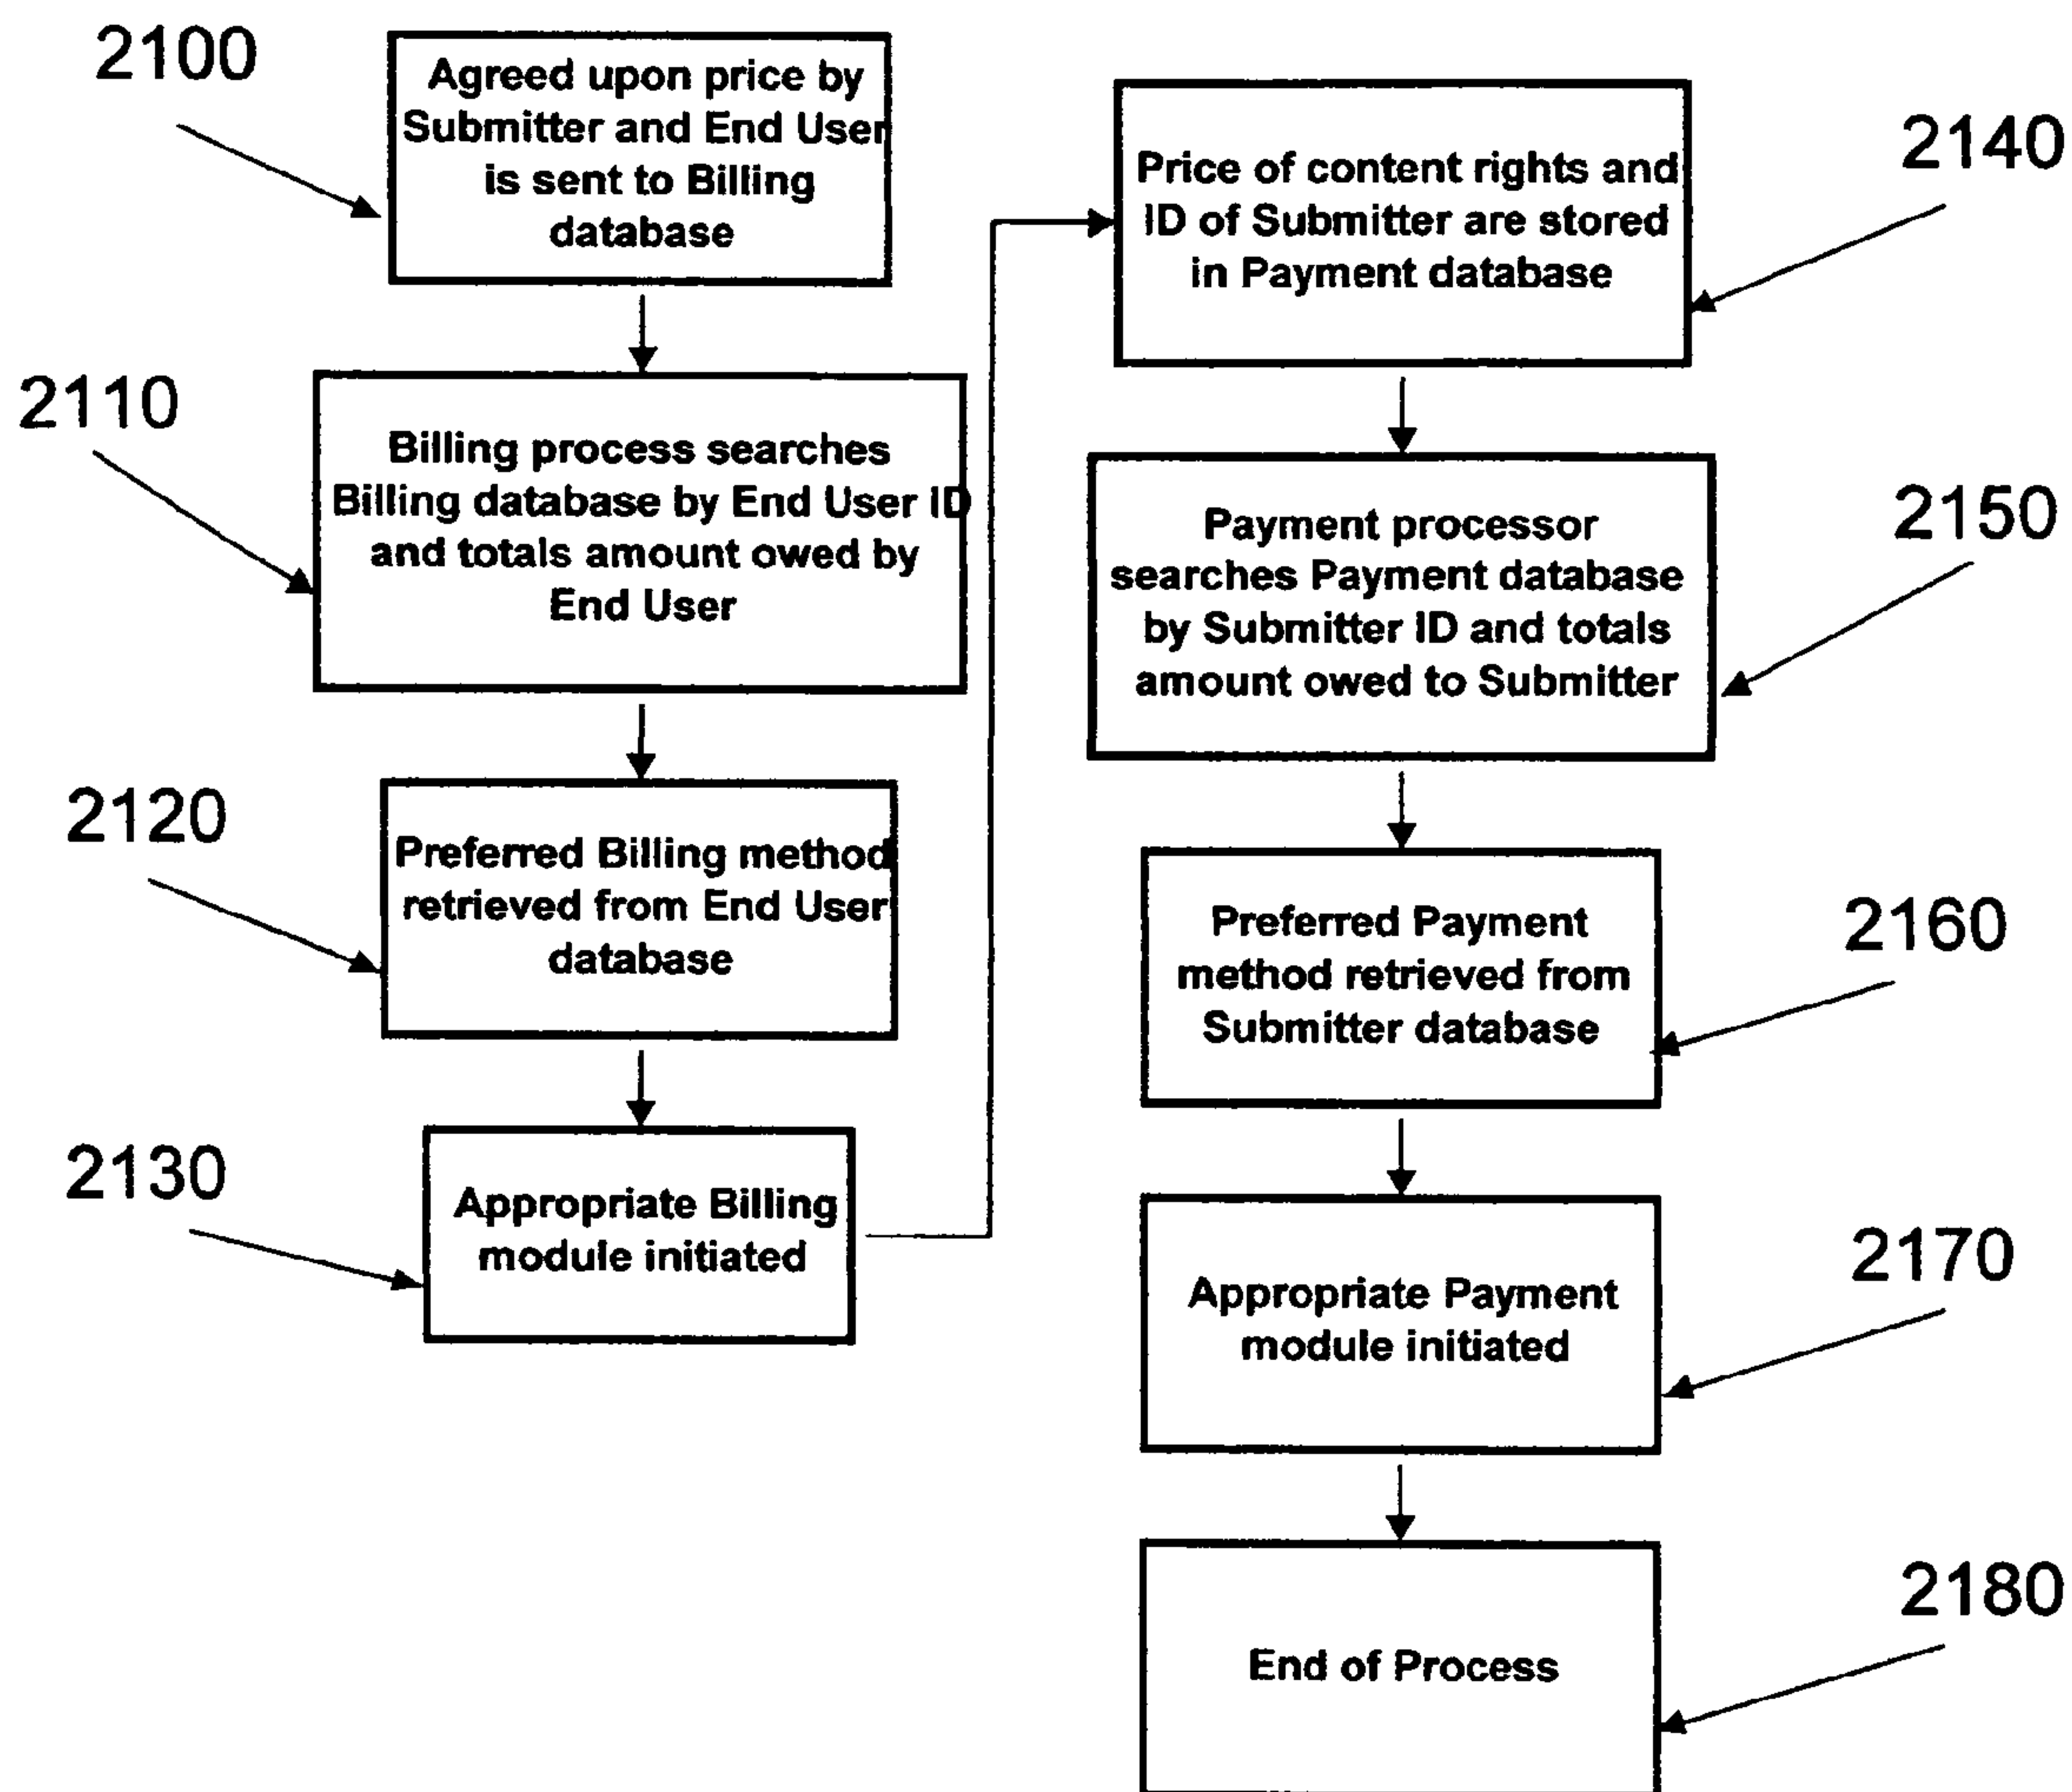 2100
Agreed upon price by
Submitter and End User
is sent to Billing
database
2110
Billing process searches
Billing database by End User ID
and totals amount owed by
End User
2120
Preferred Billing method
retrieved from End User
database
2130
Appropriate Billing
module initiated
2140
Price of content rights and
ID of Submitter are stored
in Payment database
2150
Payment processor
searches Payment database
by Submitter ID and totals
amount owed to Submitter
2160
Preferred Payment
method retrieved from
Submitter database
2170
Appropriate Payment
module initiated
2180
End of Process